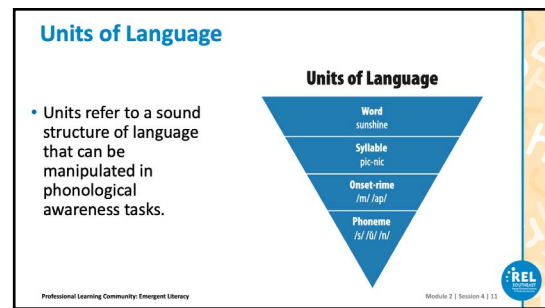 Units of Language
• Units refer to a sound
structure of language
that can be
manipulated in
phonological
awareness tasks.
Units of Language
Word
sunshine
Syllable
pic-nic
Onset-rime
/m/ /ap/
Phoneme
/s/ /ŭ/ /n/
Professional Learning Community: Emergent Literacy
Module 2 | Session 4 | 11
REL
SOUTHEAST